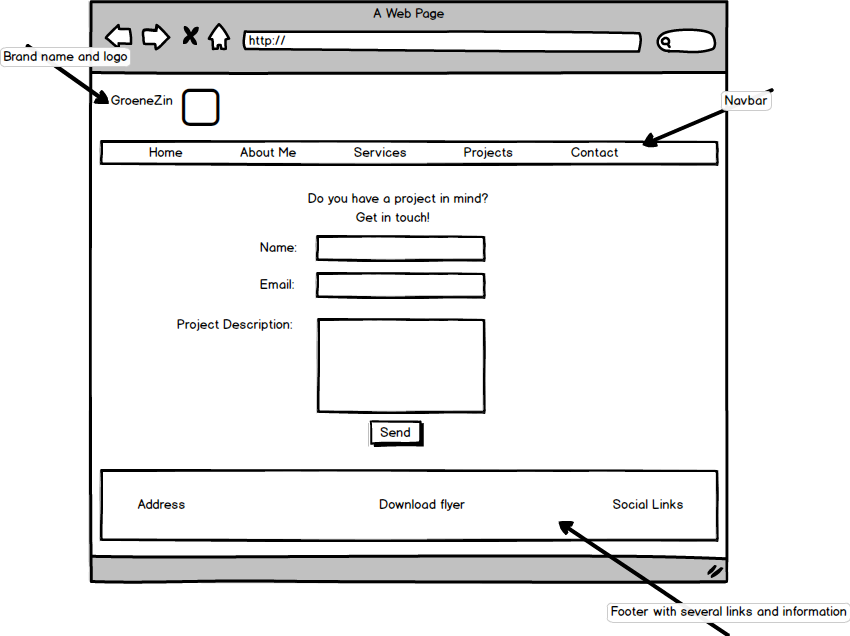 A Web Page
http://
Brand name and logo
GroeneZin
Navbar
Home About Me Services Projects Contact
Do you have a project in mind?
Get in touch!
Name:
Email:
Project Description:
Send
Address Download flyer Social Links
Footer with several links and information